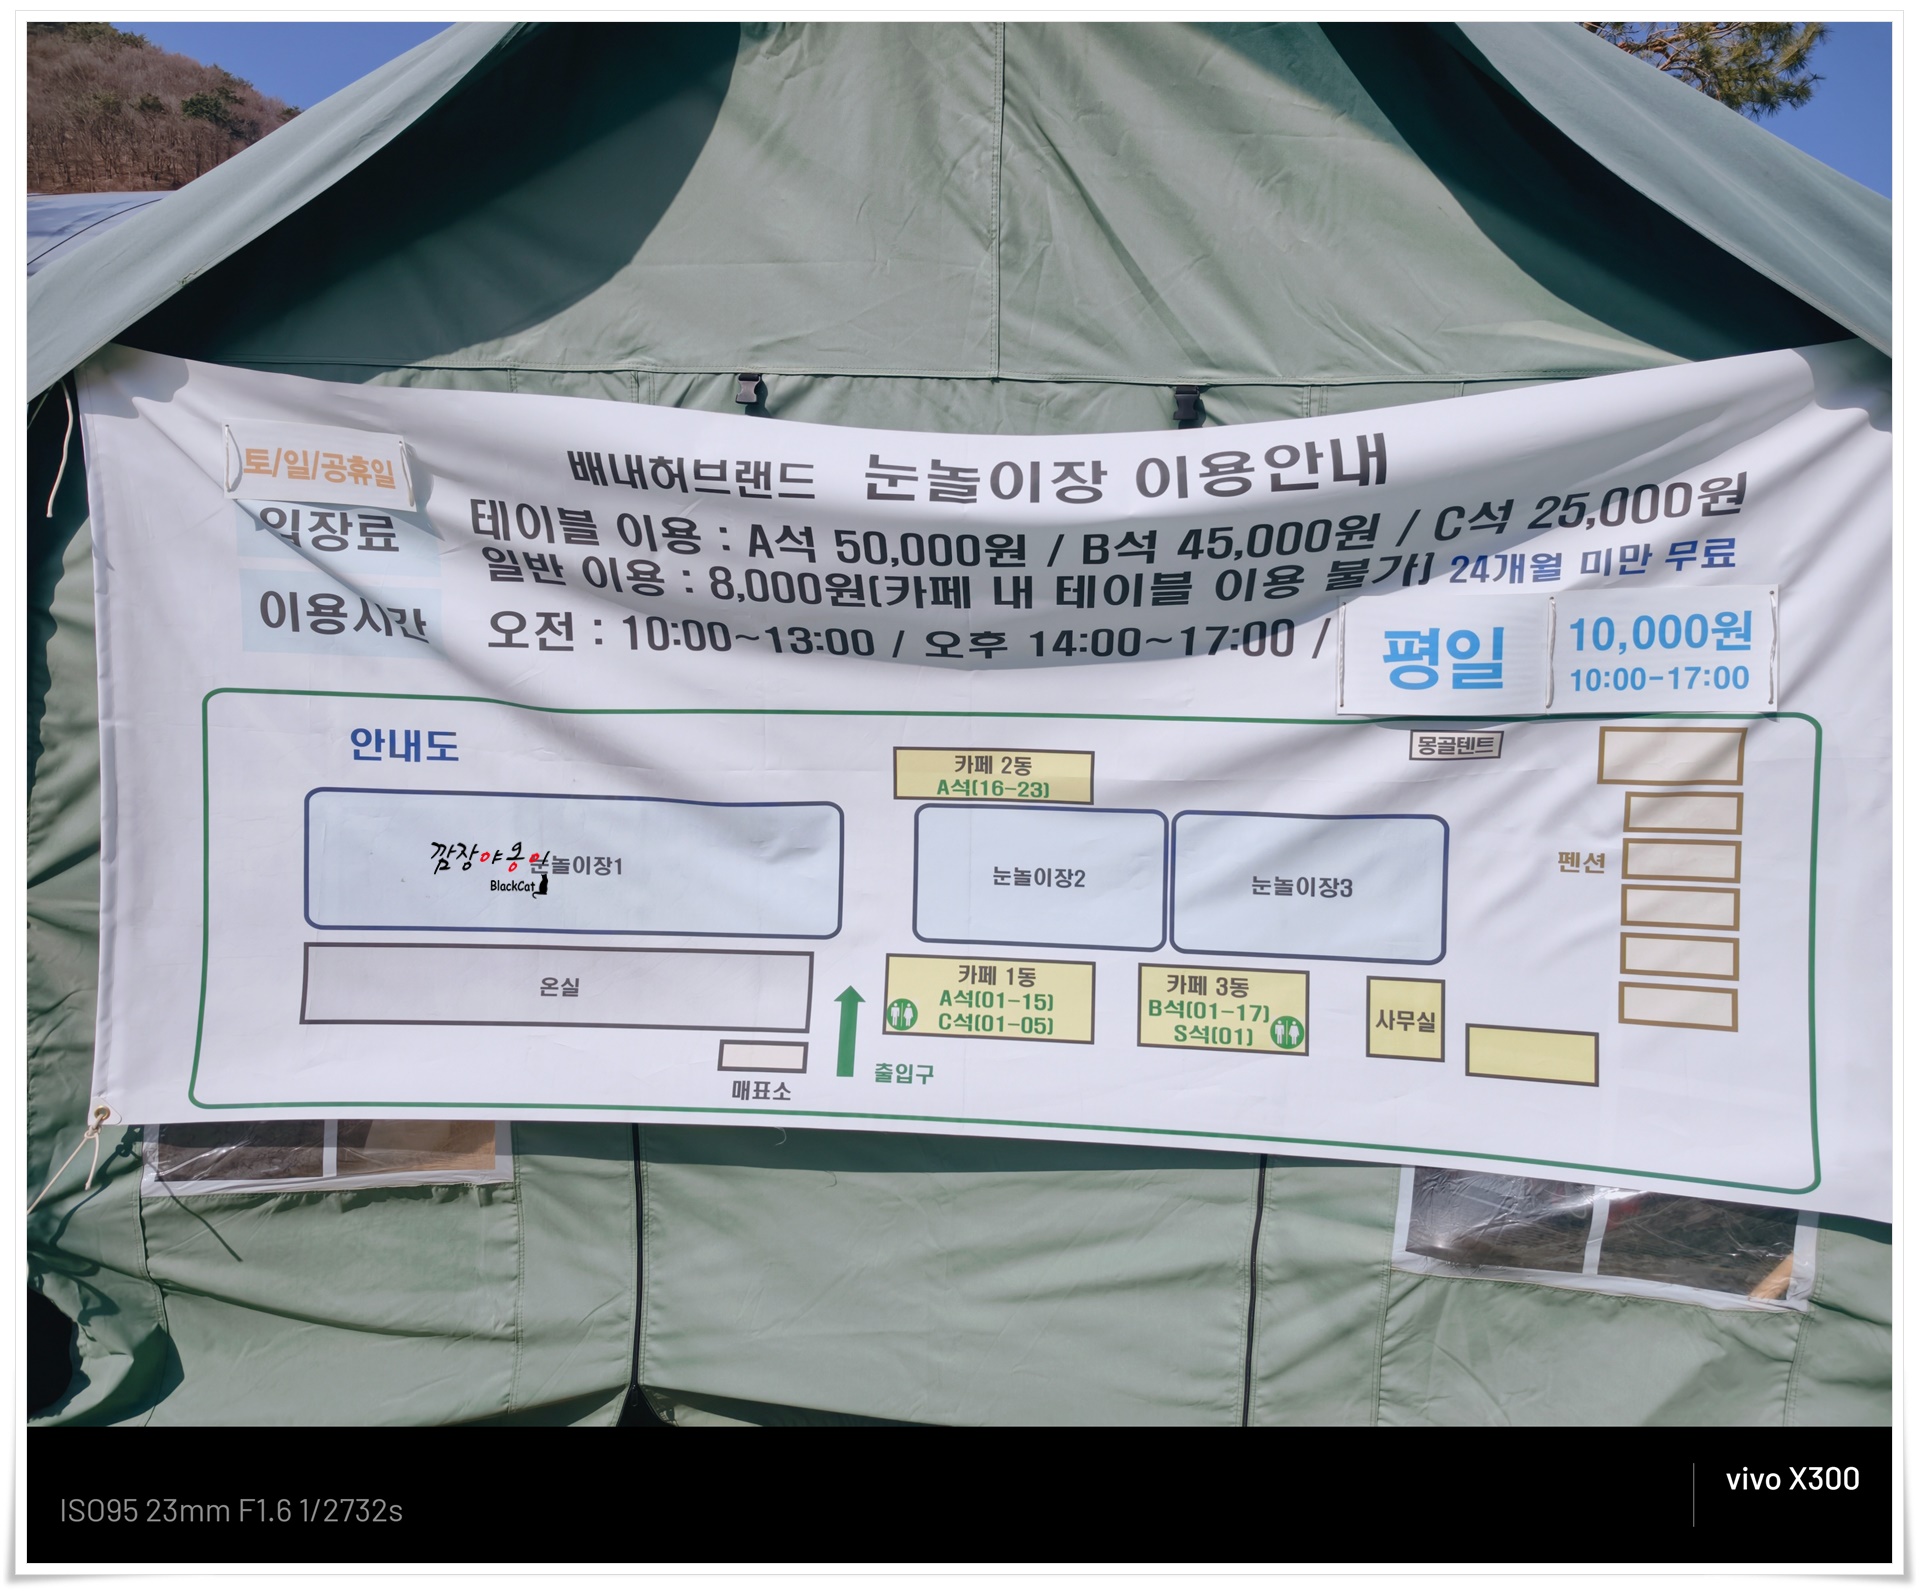 토/일/공휴일
배내허브랜드 눈놀이장 이용안내
입장료
테이블 이용 : A석 50,000원 / B석 45,000원 / C석 25,000원
일반 이용 : 8,000원(카페 내 테이블 이용 불가) 24개월 미만 무료
이용시간
오전 : 10:00~13:00 / 오후 14:00~17:00 /
평일
10,000원
10:00-17:00
안내도
몽골텐트
카페 2동
A석(16-23)
깜장야옹이
BlackCat
눈놀이장1
눈놀이장2
눈놀이장3
펜션
온실
카페 1동
A석(01-15)
C석(01-05)
카페 3동
B석(01-17)
S석(01)
사무실
매표소
출입구
ISO95 23mm F1.6 1/2732s
vivo X300